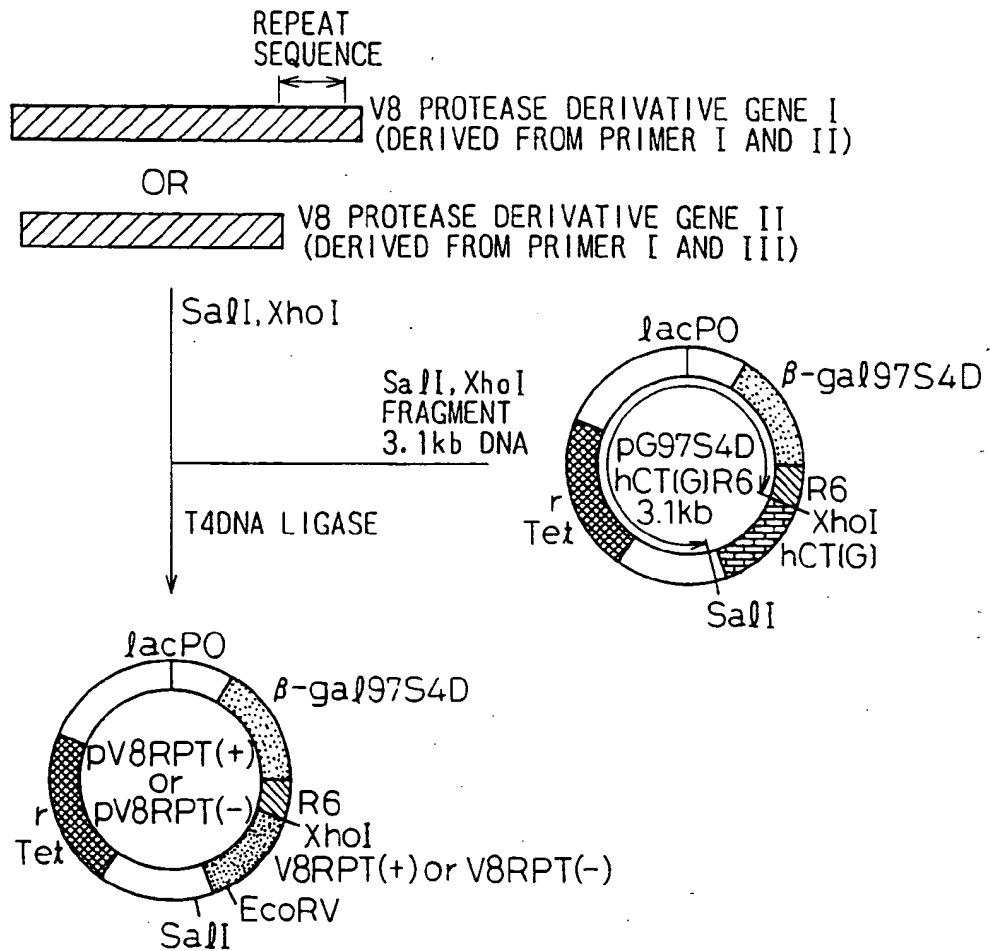 REPEAT
SEQUENCE
V8 PROTEASE DERIVATIVE GENE I
(DERIVED FROM PRIMER I AND II)
OR
V8 PROTEASE DERIVATIVE GENE II
(DERIVED FROM PRIMER I AND III)
SalI, XhoI
SalI, XhoI
FRAGMENT
3.1kb DNA
T4DNA LIGASE
lacPO
β-gal97S4D
pG97S4D
hCT(G)R6
3.1kb
R6
XhoI
hCT(G)
SalI
r
Tet
lacPO
β-gal97S4D
pV8RPT(+)
or
pV8RPT(-)
R6
XhoI
V8RPT(+) or V8RPT(-)
EcoRV
SalI
r
Tet